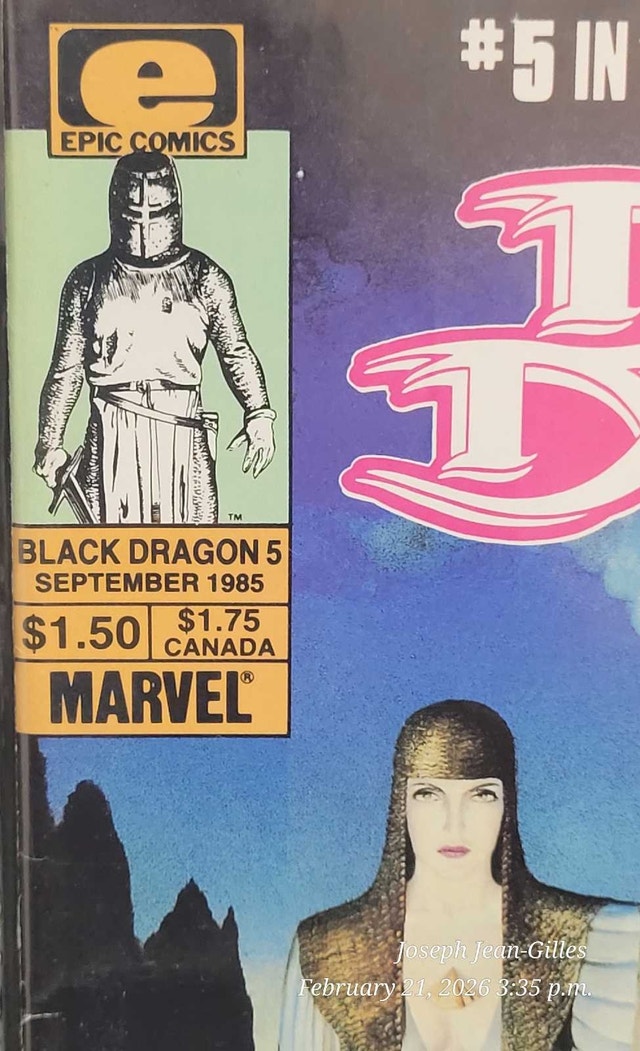 e
EPIC COMICS
#5 IN
B
D
TM
BLACK DRAGON 5
SEPTEMBER 1985
$1.50
$1.75
CANADA
MARVEL®
Joseph Jean-Gilles
February 21, 2026 3:35 p.m.